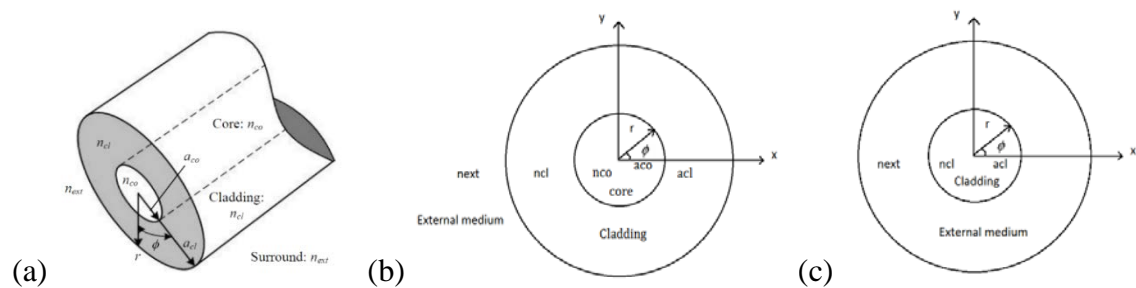 (a)
Core: nco
ncl
aco
nco
next
Cladding:
ncl
acl
ϕ
r
Surround: next
(b)
y
x
r
ϕ
aco
nco
core
acl
ncl
next
External medium
Cladding
(c)
y
x
r
ϕ
next
ncl
acl
Cladding
External medium